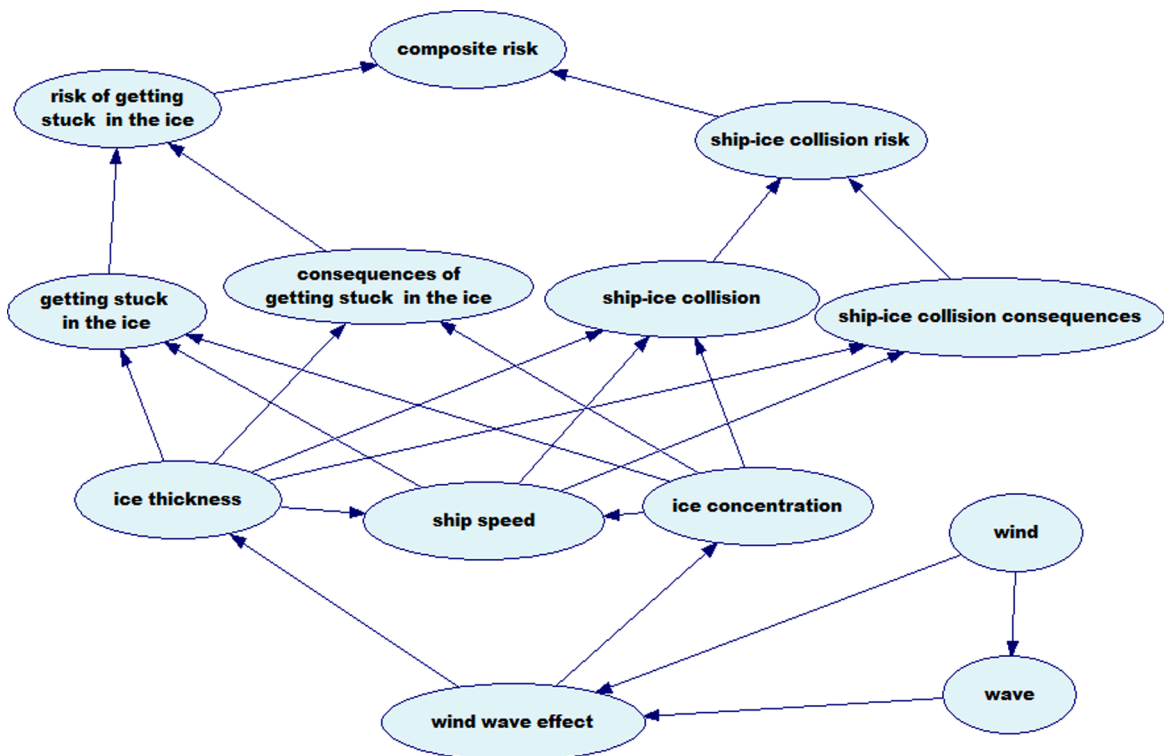 composite risk
risk of getting
stuck in the ice
ship-ice collision risk
consequences of
getting stuck in the ice
getting stuck
in the ice
ship-ice collision
ship-ice collision consequences
ice thickness
ship speed
ice concentration
wind
wind wave effect
wave